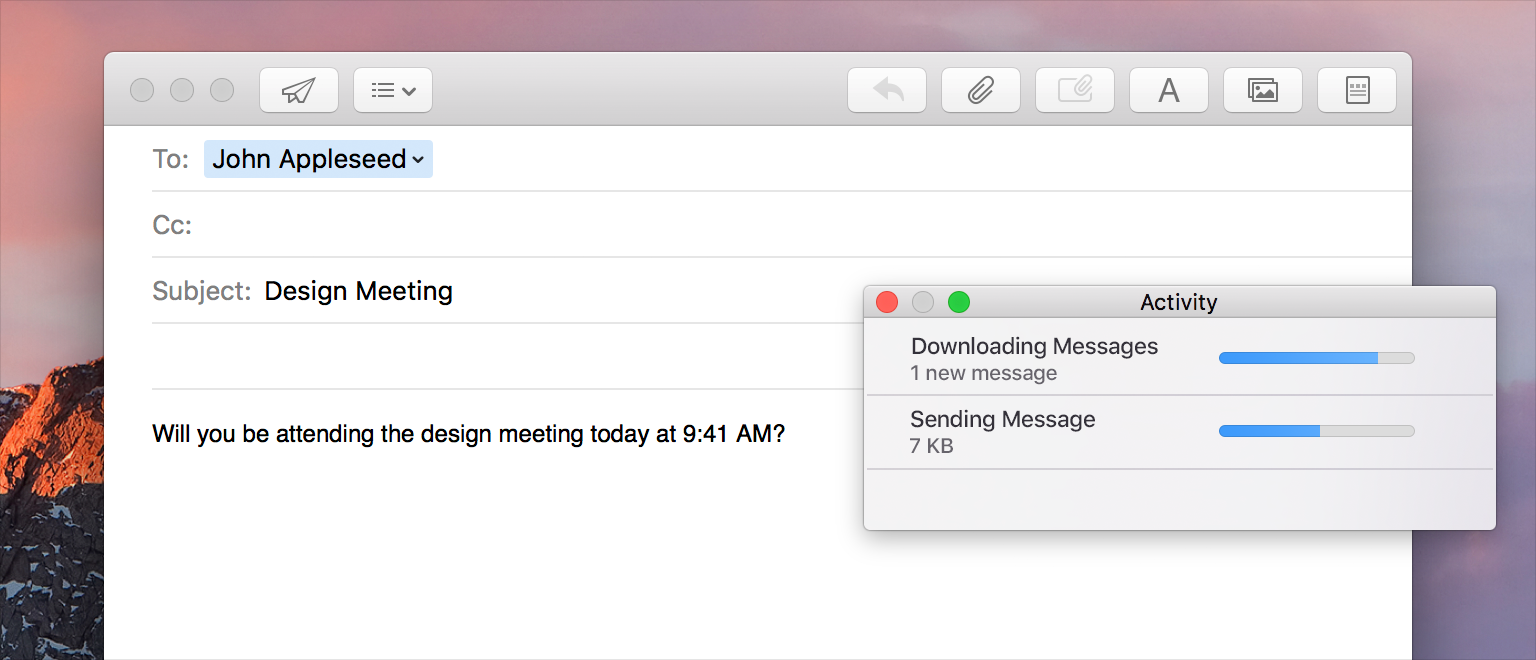 To: John Appleseed
Cc:
Subject: Design Meeting
Will you be attending the design meeting today at 9:41 AM?
Activity
Downloading Messages
1 new message
Sending Message
7 KB